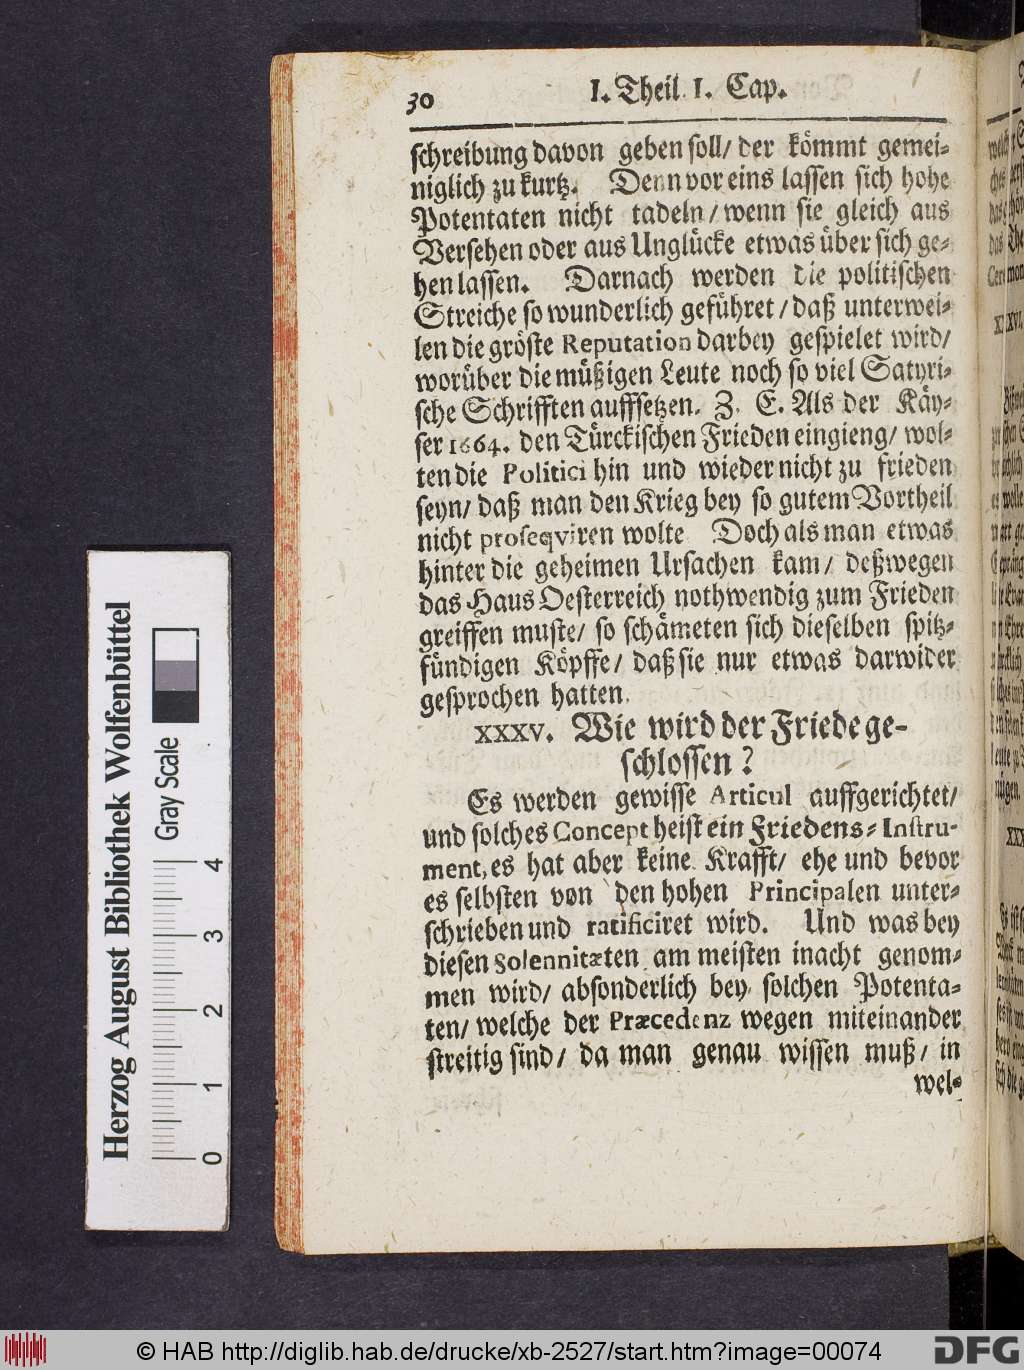 30 I. Theil I. Cap.
schreibung davon geben soll/ der kömmt gemei-
niglich zu kurtz. Denn vor eins lassen sich hohe
Potentaten nicht tadeln/ wenn sie gleich aus
Versehen oder aus Unglücke etwas über sich ge-
hen lassen. Darnach werden die politischen
Streiche so wunderlich geführet/ daß unterwei-
len die gröste Reputation darbey gespielet wird/
worüber die müßigen Leute noch so viel Satyri-
sche Schrifften auffsetzen. Z. E. Als der Käy-
ser 1664. den Türckischen Frieden eingieng/ wol-
ten die Politici hin und wieder nicht zu frieden
seyn/ daß man den Krieg bey so gutem Vortheil
nicht proseqviren wolte Doch als man etwas
hinter die geheimen Ursachen kam/ deßwegen
das Haus Oesterreich nothwendig zum Frieden
greiffen muste/ so schämeten sich dieselben spitz-
fündigen Köpffe/ daß sie nur etwas darwider
gesprochen hatten.
XXXV. Wie wird der Friede ge-
schlossen?
Es werden gewisse Articul auffgerichtet/
und solches Concept heist ein Friedens-Instru-
ment, es hat aber keine Krafft/ ehe und bevor
es selbsten von den hohen Principalen unter-
schrieben und ratificiret wird. Und was bey
diesen Solennitæten am meisten inacht genom-
men wird/ absonderlich bey solchen Potenta-
ten/ welche der Præcedenz wegen miteinander
streitig sind/ da man genau wissen muß/ in
wel-
Herzog August Bibliothek Wolfenbüttel
Gray Scale
0 1 2 3 4
© HAB http://diglib.hab.de/drucke/xb-2527/start.htm?image=00074
DFG